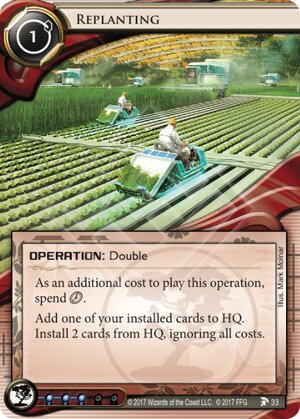 1
REPLANTING
OPERATION: Double
As an additional cost to play this operation,
spend 🕗.
Add one of your installed cards to HQ.
Install 2 cards from HQ, ignoring all costs.
Illus. Mark Molnar
© 2017 Wizards of the Coast LLC. © 2017 FFG
33